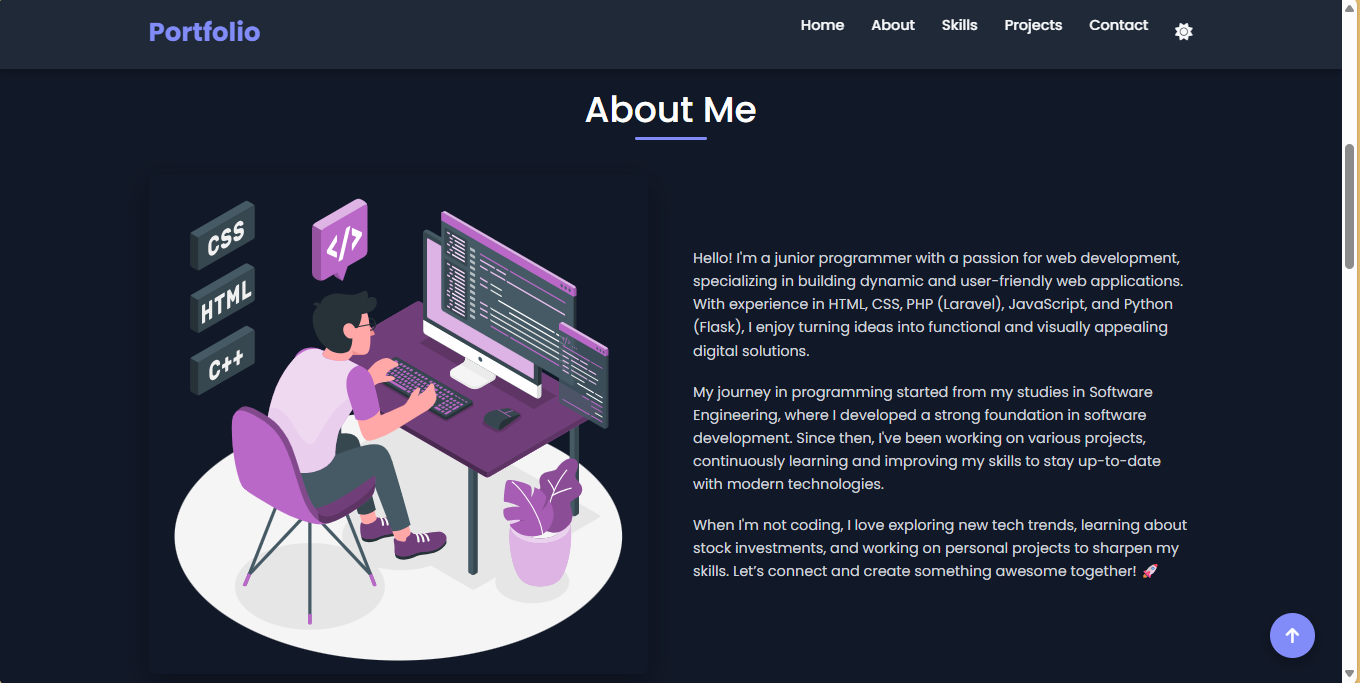 Portfolio
Home About Skills Projects Contact
About Me
CSS
</>
HTML
C++
Hello! I'm a junior programmer with a passion for web development,
specializing in building dynamic and user-friendly web applications.
With experience in HTML, CSS, PHP (Laravel), JavaScript, and Python
(Flask), I enjoy turning ideas into functional and visually appealing
digital solutions.
My journey in programming started from my studies in Software
Engineering, where I developed a strong foundation in software
development. Since then, I've been working on various projects,
continuously learning and improving my skills to stay up-to-date
with modern technologies.
When I'm not coding, I love exploring new tech trends, learning about
stock investments, and working on personal projects to sharpen my
skills. Let’s connect and create something awesome together! 🚀